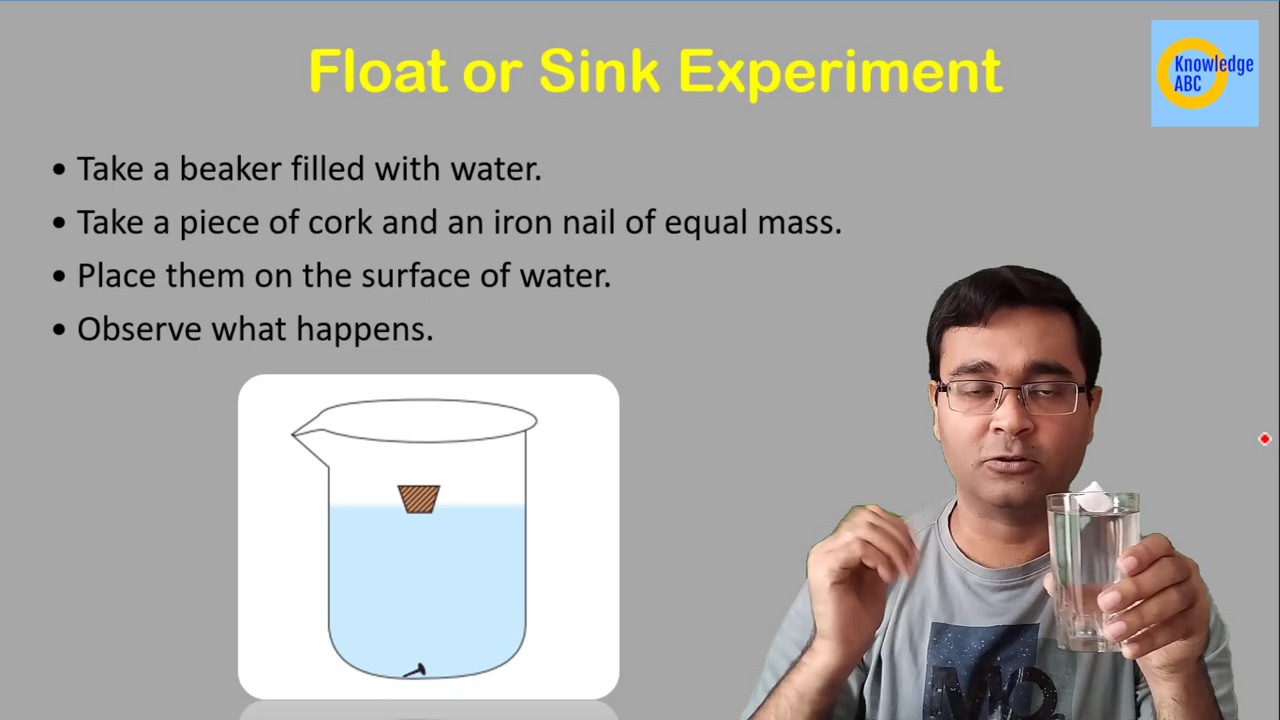 Float or Sink Experiment
Knowledge
ABC
• Take a beaker filled with water.
• Take a piece of cork and an iron nail of equal mass.
• Place them on the surface of water.
• Observe what happens.